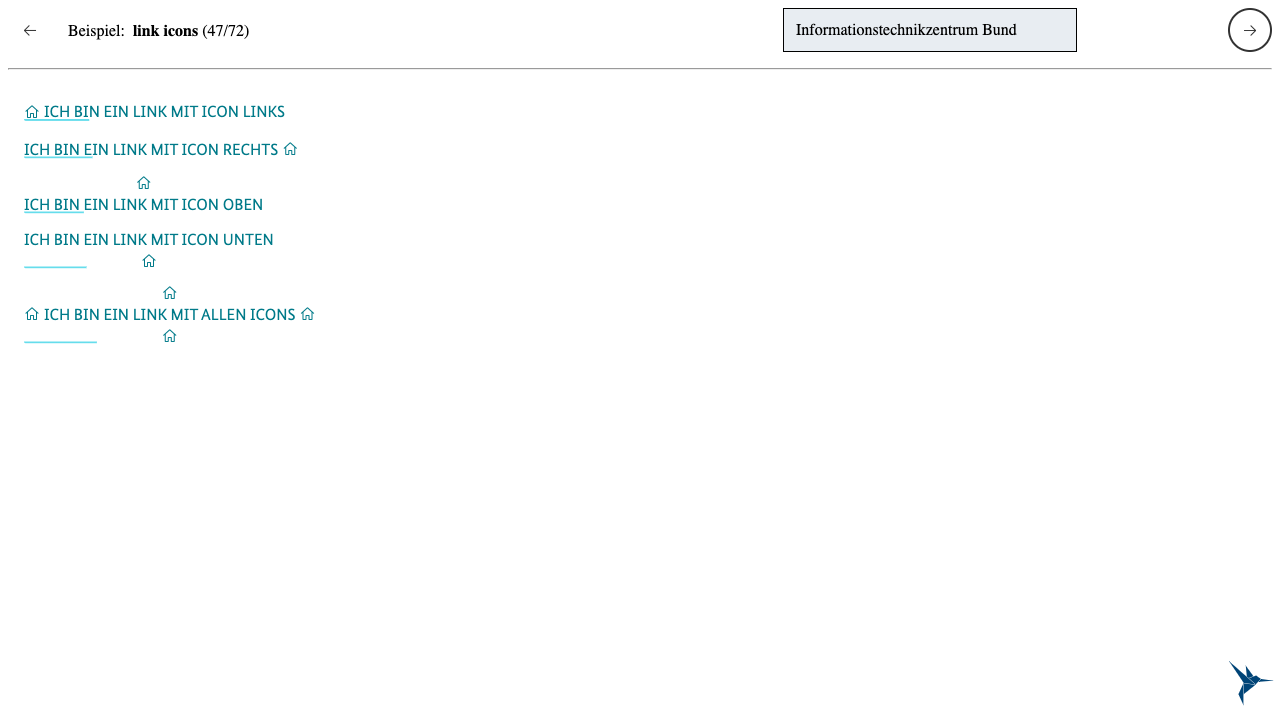 Beispiel: link icons (47/72)
Informationstechnikzentrum Bund
ICH BIN EIN LINK MIT ICON LINKS
ICH BIN EIN LINK MIT ICON RECHTS
ICH BIN EIN LINK MIT ICON OBEN
ICH BIN EIN LINK MIT ICON UNTEN
ICH BIN EIN LINK MIT ALLEN ICONS